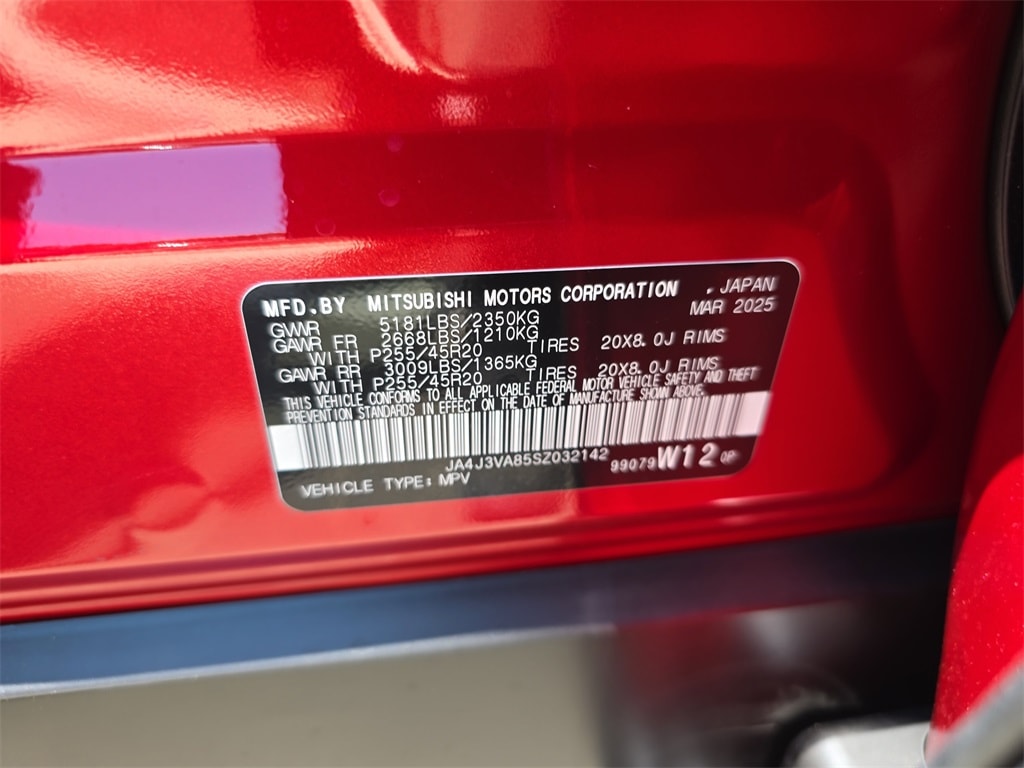 MFD.BY MITSUBISHI MOTORS CORPORATION , JAPAN
MAR 2025
GVWR 5181LBS/2350KG
GAWR FR 2668LBS/1210KG
WITH P255/45R20 TIRES 20X8.0J RIMS
GAWR RR 3009LBS/1365KG
WITH P255/45R20 TIRES 20X8.0J RIMS
THIS VEHICLE CONFORMS TO ALL APPLICABLE FEDERAL MOTOR VEHICLE SAFETY AND THEFT
PREVENTION STANDARDS IN EFFECT ON THE DATE OF MANUFACTURE SHOWN ABOVE.
JA4J3VA85SZ032142
99079 W12 OP
VEHICLE TYPE: MPV